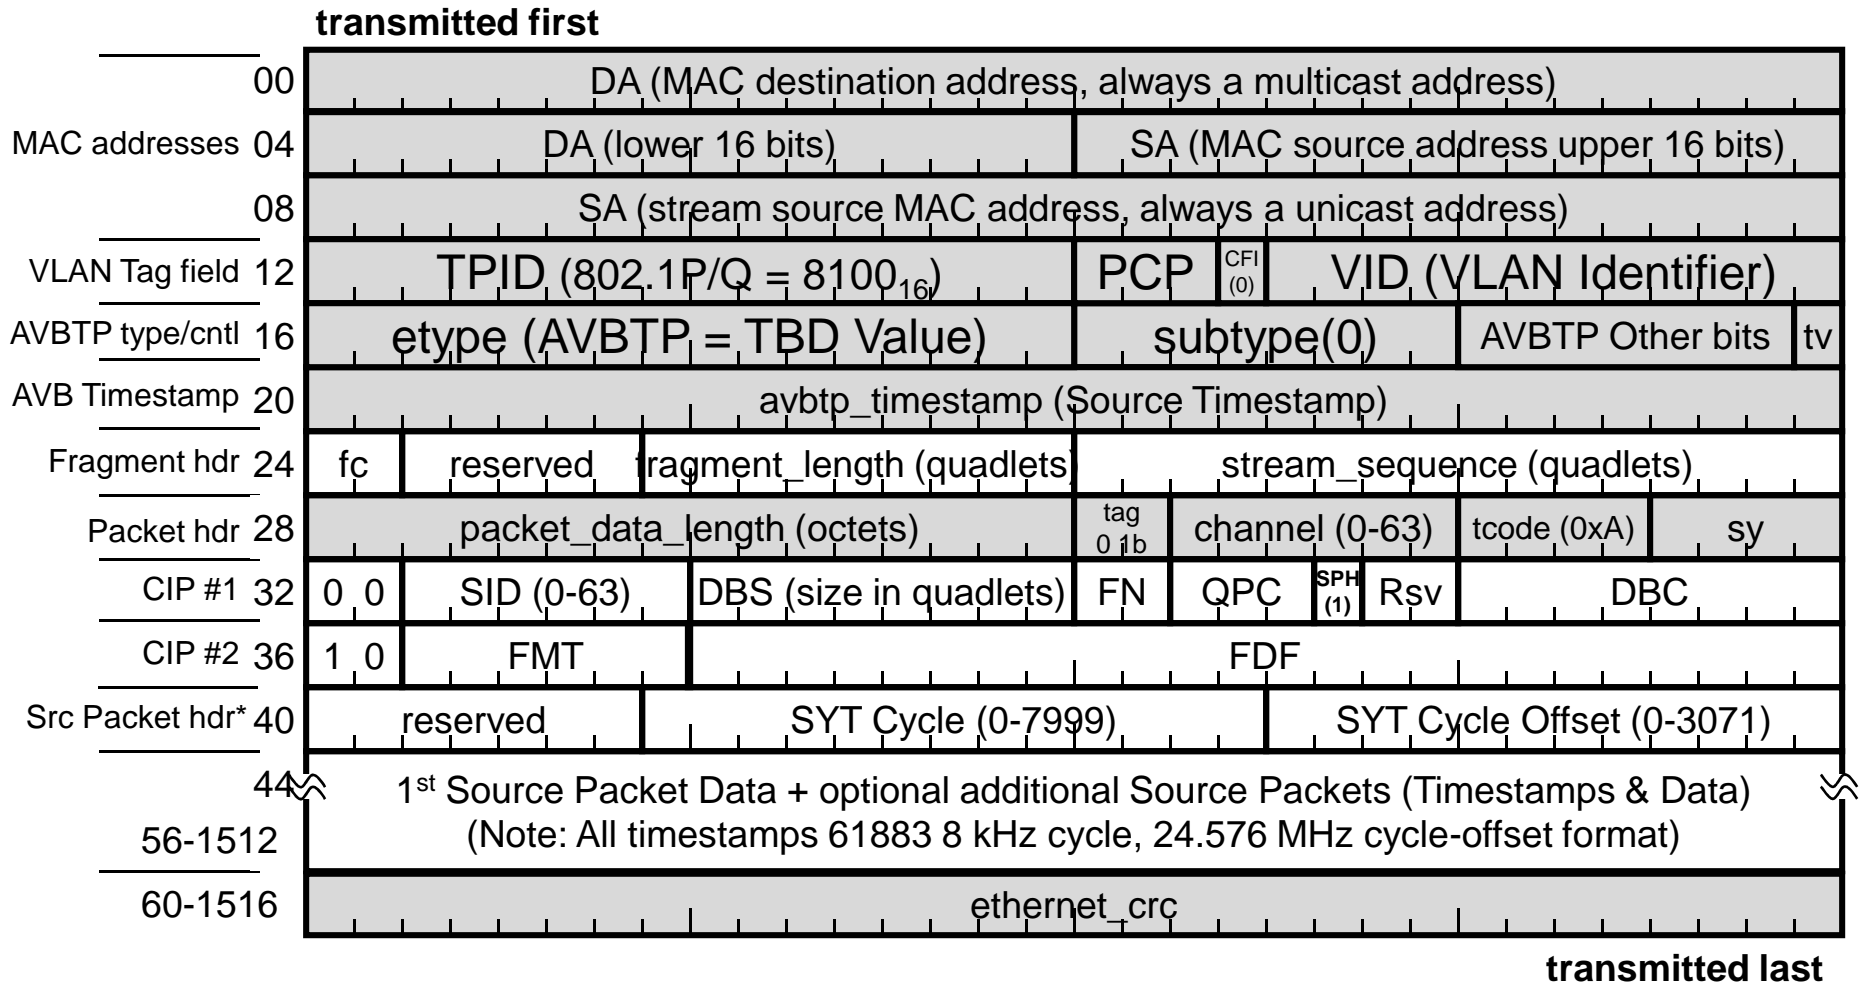 transmitted first
00 DA (MAC destination address, always a multicast address)
MAC addresses 04 DA (lower 16 bits) SA (MAC source address upper 16 bits)
08 SA (stream source MAC address, always a unicast address)
VLAN Tag field 12 TPID (802.1P/Q = 8100₁₆) PCP CFI (0) VID (VLAN Identifier)
AVBTP type/cntl 16 etype (AVBTP = TBD Value) subtype(0) AVBTP Other bits tv
AVB Timestamp 20 avbtp_timestamp (Source Timestamp)
Fragment hdr 24 fc reserved fragment_length (quadlets) stream_sequence (quadlets)
Packet hdr 28 packet_data_length (octets) tag 0 1b channel (0-63) tcode (0xA) sy
CIP #1 32 0 0 SID (0-63) DBS (size in quadlets) FN QPC SPH (1) Rsv DBC
CIP #2 36 1 0 FMT FDF
Src Packet hdr* 40 reserved SYT Cycle (0-7999) SYT Cycle Offset (0-3071)
44 1st Source Packet Data + optional additional Source Packets (Timestamps & Data)
56-1512 (Note: All timestamps 61883 8 kHz cycle, 24.576 MHz cycle-offset format)
60-1516 ethernet_crc
transmitted last